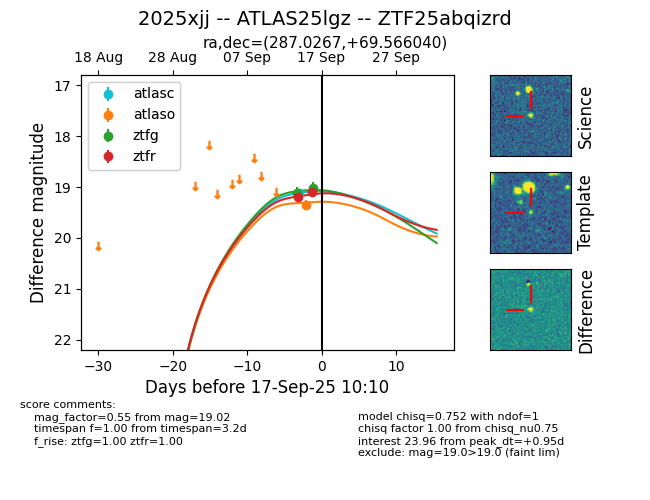 2025xjj -- ATLAS25lgz -- ZTF25abqizrd
ra,dec=(287.0267,+69.566040)
18 Aug 28 Aug 07 Sep 17 Sep 27 Sep
atlasc
atlaso
ztfg
ztfr
Difference magnitude
17
18
19
20
21
22
−30 −20 −10 0 10
Days before 17-Sep-25 10:10
Science
Template
Difference
score comments:
mag_factor=0.55 from mag=19.02
timespan f=1.00 from timespan=3.2d
f_rise: ztfg=1.00 ztfr=1.00
model chisq=0.752 with ndof=1
chisq factor 1.00 from chisq_nu0.75
interest 23.96 from peak_dt=+0.95d
exclude: mag=19.0>19.0 (faint lim)